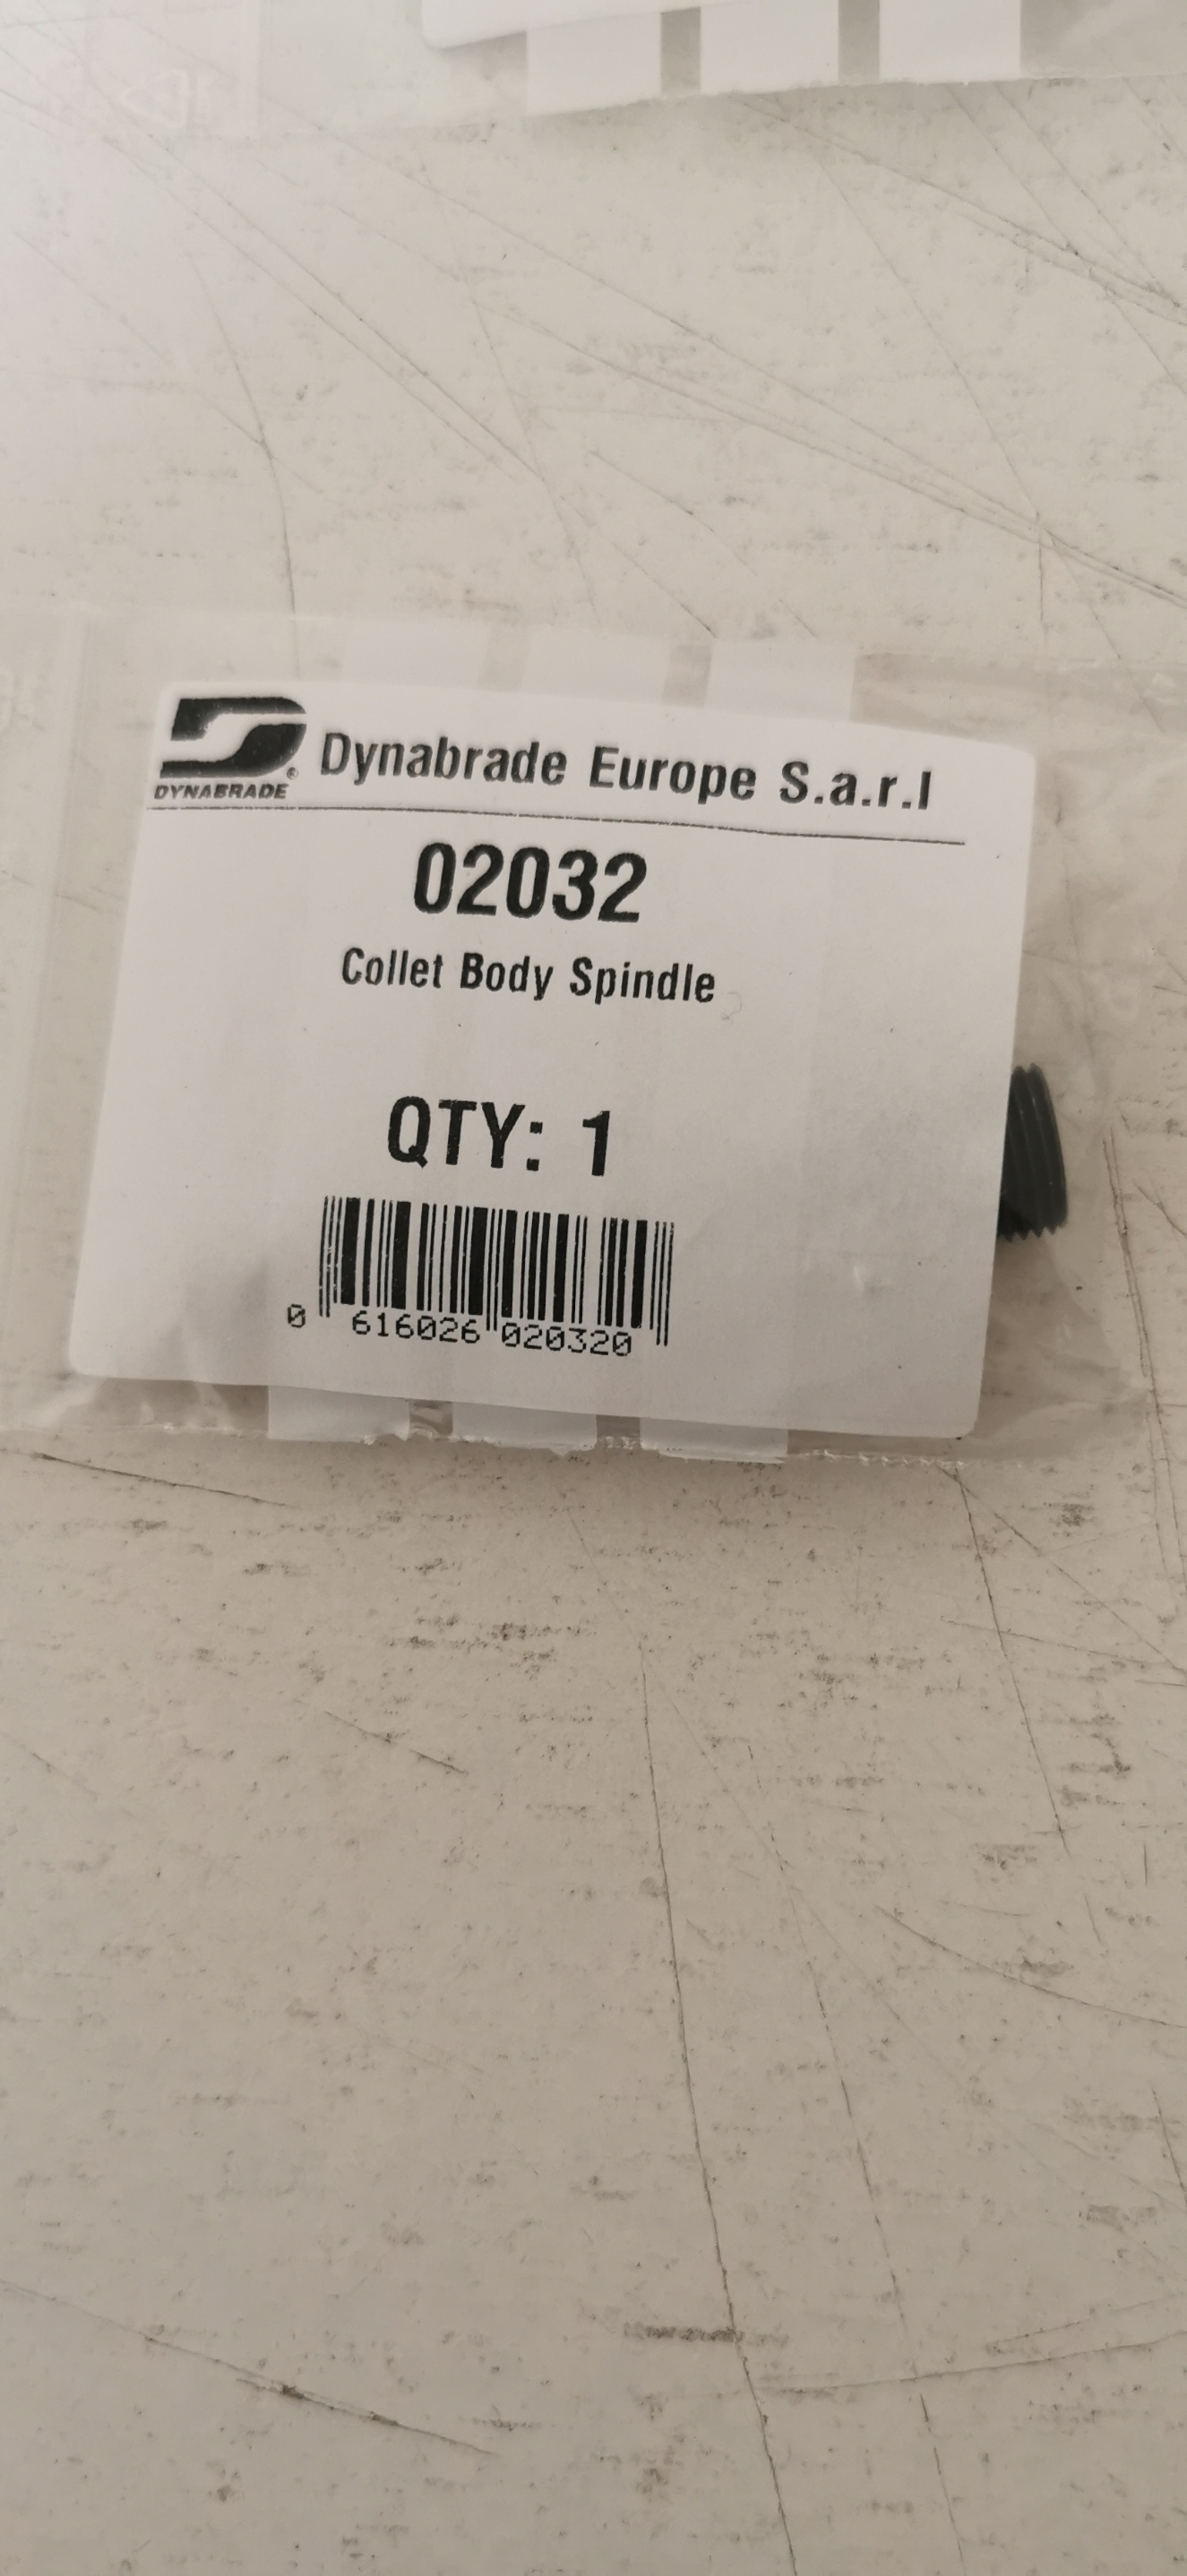 DYNABRADE
Dynabrade Europe S.a.r.l
02032
Collet Body Spindle
QTY: 1
0 616026 020320